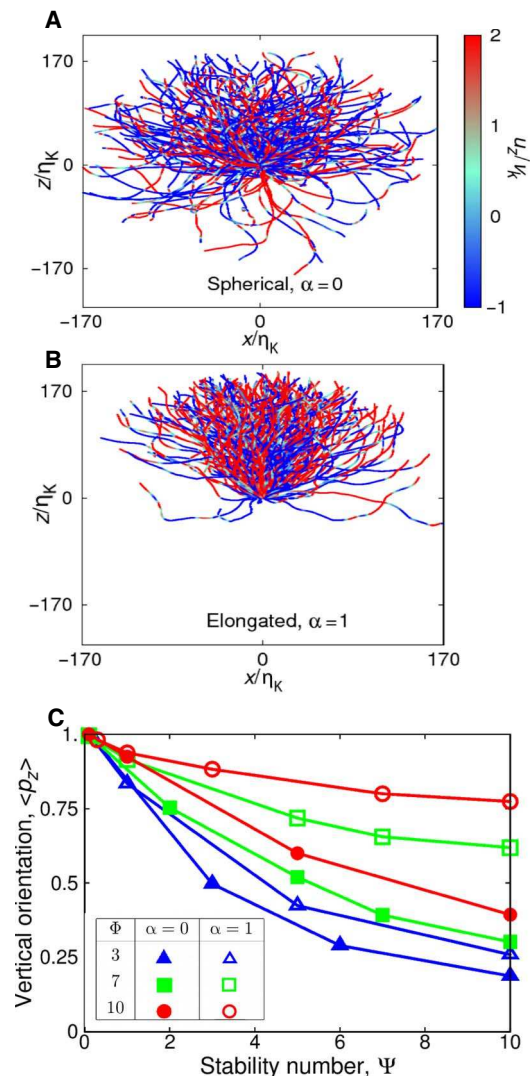 A
170
0
−170
z/ηK
Spherical, α=0
−170
0
170
x/ηK
2
1
0
−1
uz/VK
B
170
0
−170
z/ηK
Elongated, α=1
−170
0
170
x/ηK
C
1.
0.75
0.5
0.25
0
Vertical orientation, <pz>
Φ α = 0 α = 1
3
7
10
0 2 4 6 8 10
Stability number, Ψ